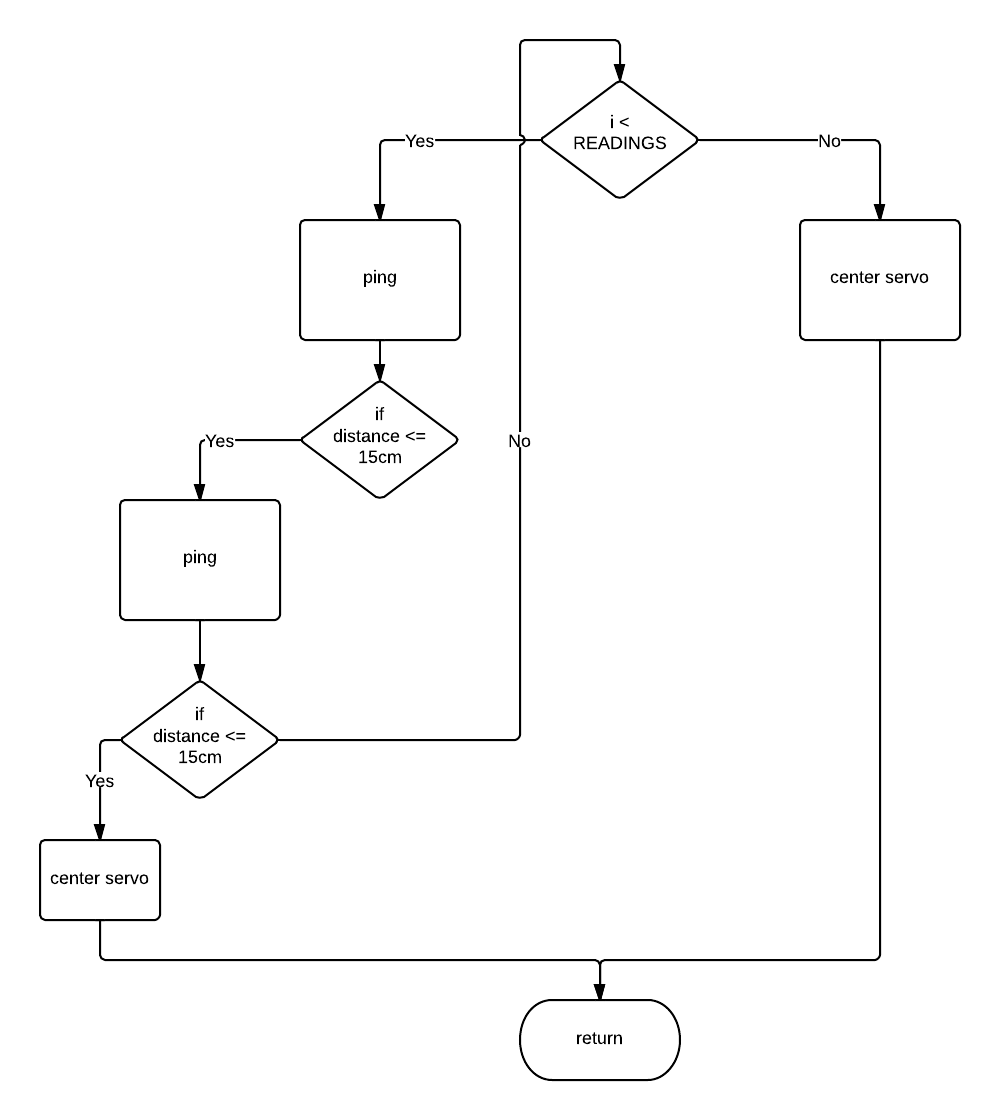 i <
READINGS
Yes
No
ping
center servo
if
distance <=
15cm
Yes
No
ping
if
distance <=
15cm
Yes
center servo
return